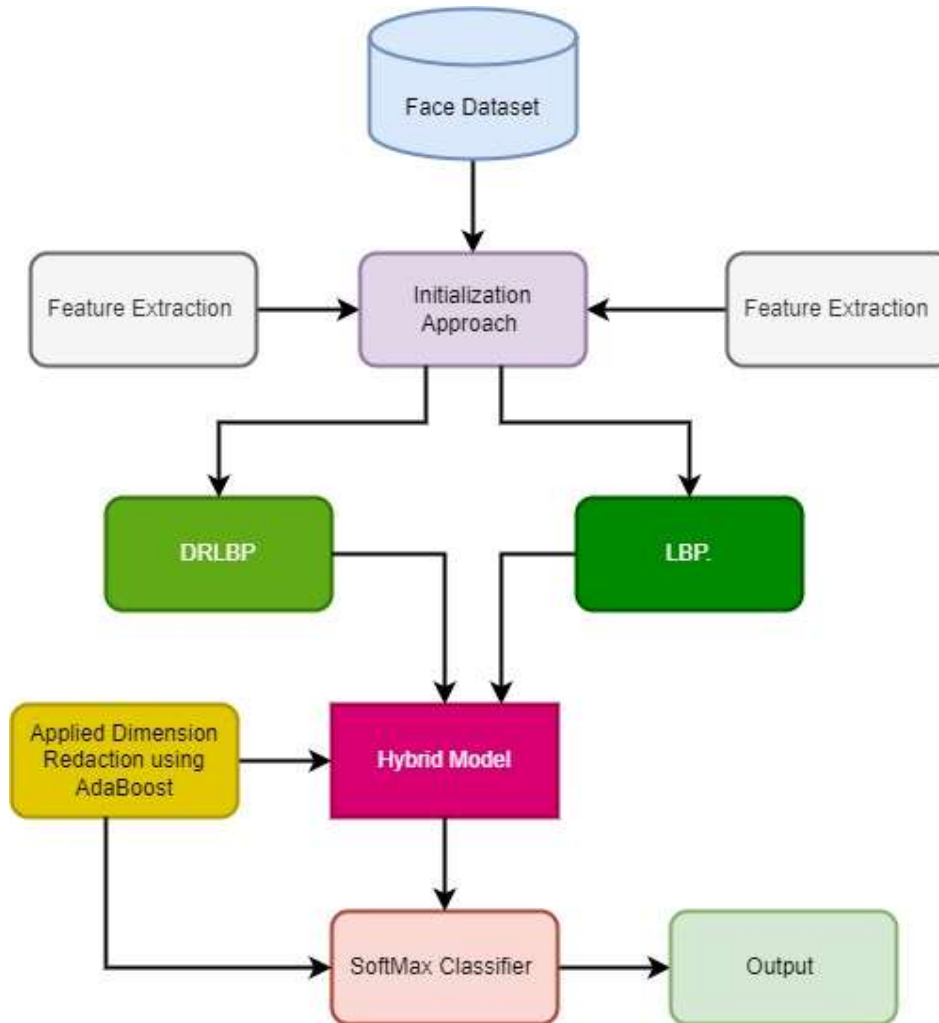 Face Dataset
Feature Extraction
Initialization
Approach
Feature Extraction
DRLBP
LBP.
Applied Dimension
Redaction using
AdaBoost
Hybrid Model
SoftMax Classifier
Output